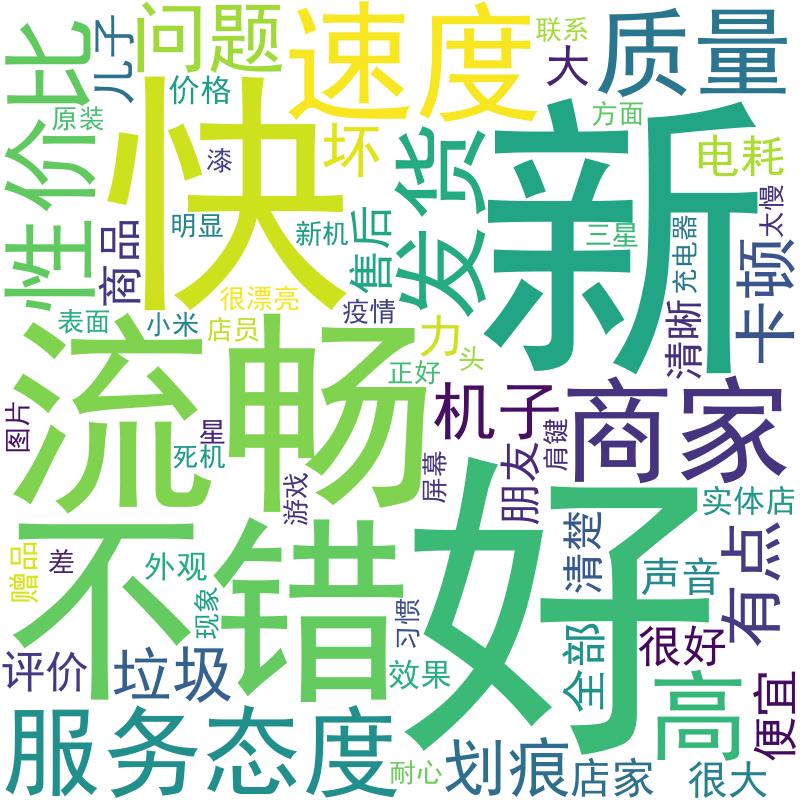 性价比
儿子
问题
速度
联系
大
质量
原装
价格
快
坏
漆
发货
新
方面
电耗
太慢
商品
明显
新机
售后
三星
充电器
卡顿
很漂亮
疫情
清晰
表面
小米
店员
力
头
正好
流畅
机子
商家
图片
星
死机
游戏
屏幕
朋友
肩键
实体店
不错
好
赠品
差
外观
现象
习惯
清楚
声音
有点
评价
垃圾
效果
全部
很好
高
便宜
服务态度
耐心
划痕
店家
很大